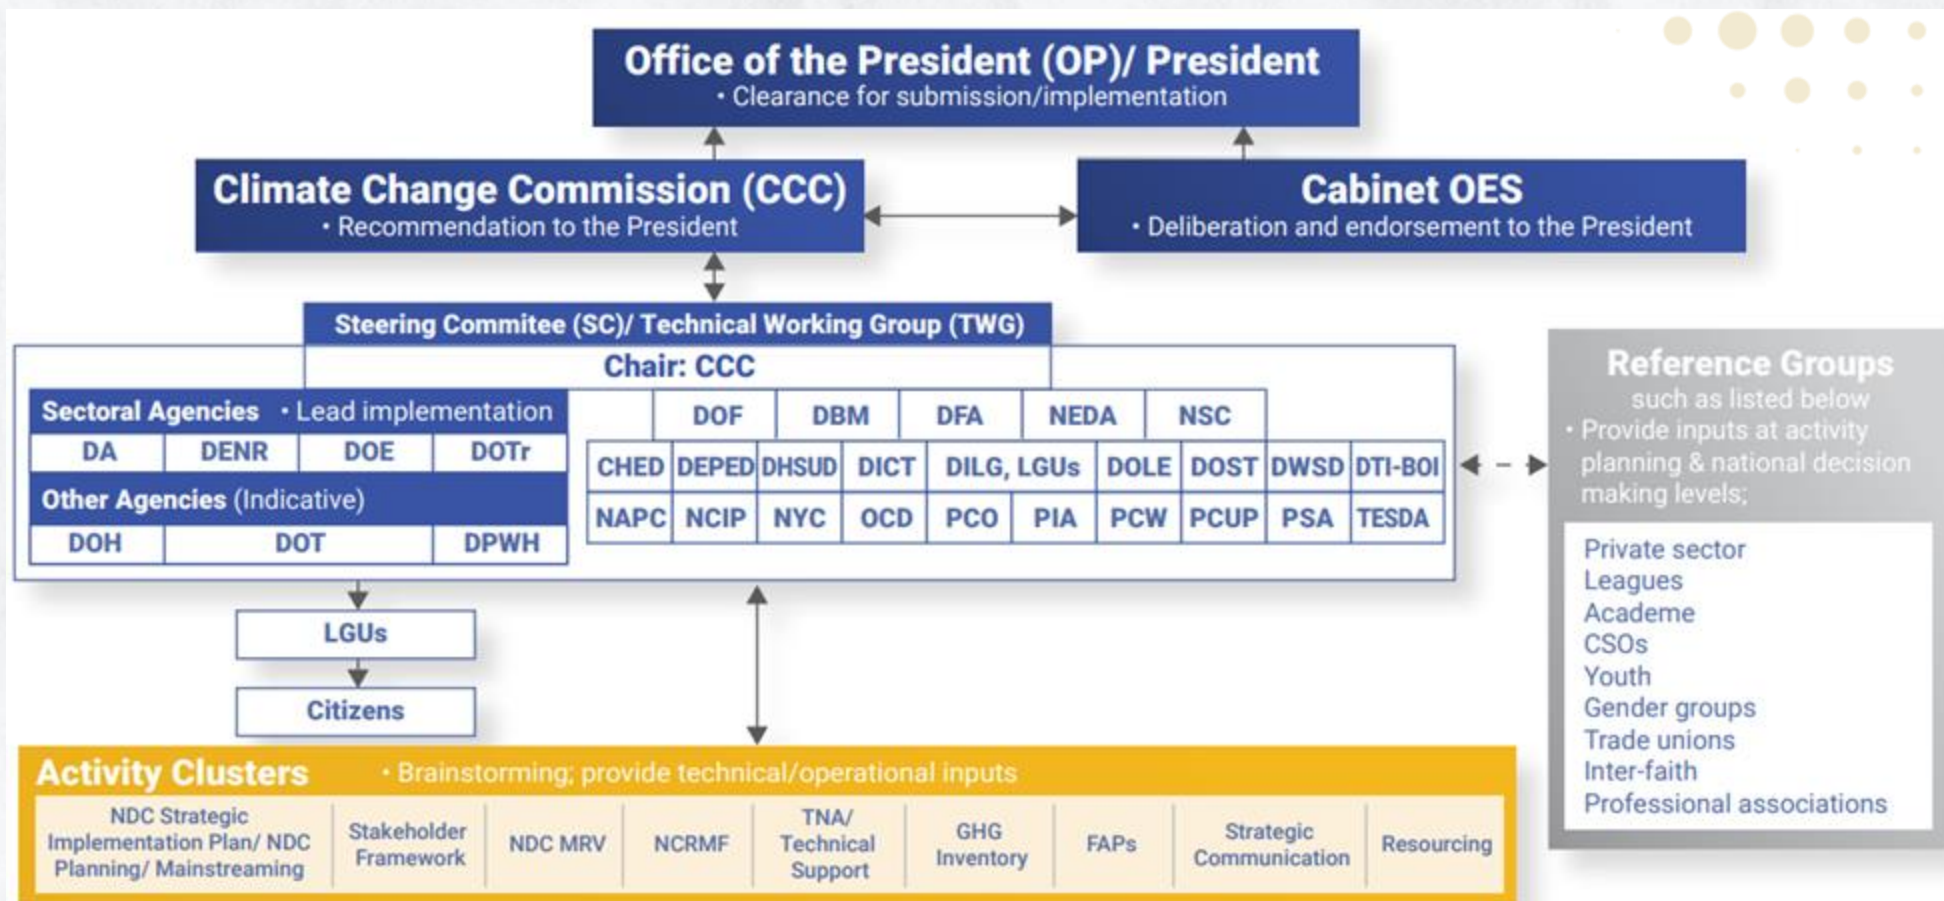 Office of the President (OP)/ President
• Clearance for submission/implementation
Climate Change Commission (CCC)
• Recommendation to the President
Cabinet OES
• Deliberation and endorsement to the President
Steering Commitee (SC)/ Technical Working Group (TWG)
Chair: CCC
Sectoral Agencies • Lead implementation
DA DENR DOE DOTr
Other Agencies (Indicative)
DOH DOT DPWH
DOF DBM DFA NEDA NSC
CHED DEPED DHSUD DICT DILG, LGUs DOLE DOST DWSD DTI-BOI
NAPC NCIP NYC OCD PCO PIA PCW PCUP PSA TESDA
Reference Groups
such as listed below
• Provide inputs at activity
planning & national decision
making levels;
Private sector
Leagues
Academe
CSOs
Youth
Gender groups
Trade unions
Inter-faith
Professional associations
LGUs
Citizens
Activity Clusters • Brainstorming; provide technical/operational inputs
NDC Strategic
Implementation Plan/ NDC
Planning/ Mainstreaming
Stakeholder
Framework
NDC MRV
NCRMF
TNA/
Technical
Support
GHG
Inventory
FAPs
Strategic
Communication
Resourcing